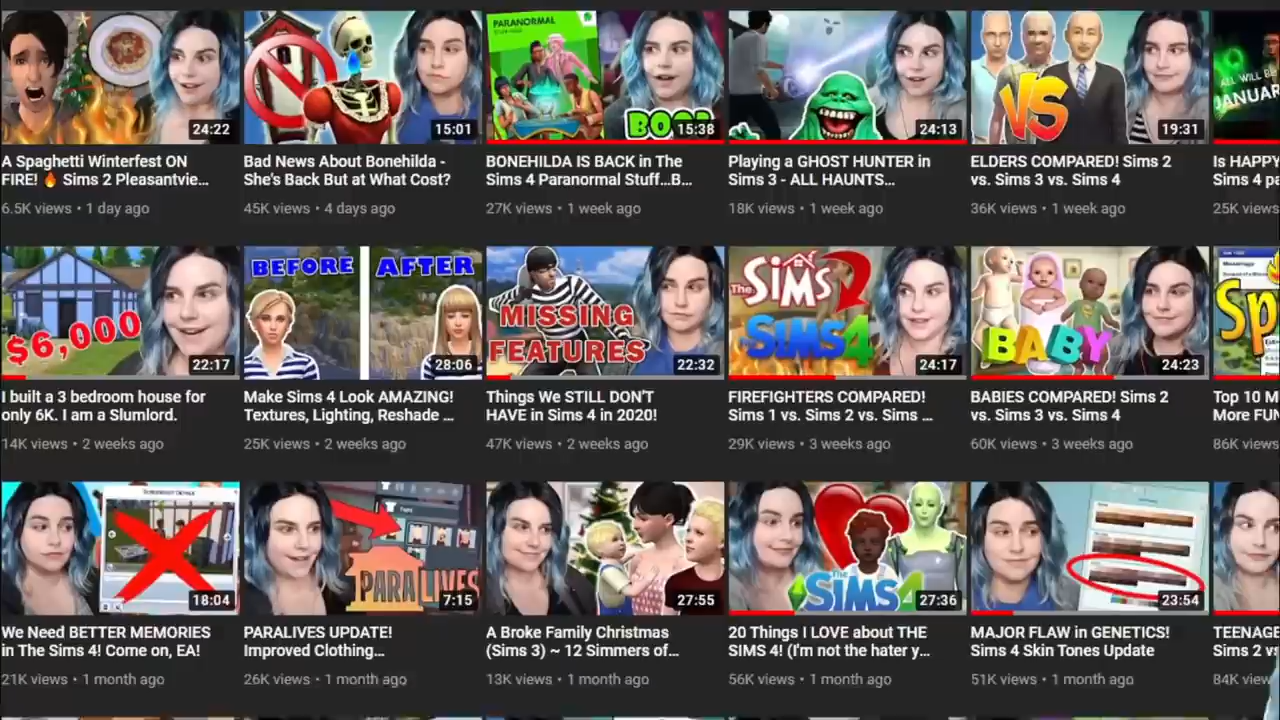 PARANORMAL
BOO!
VS
ALL WILL BE
JANUAR
24:22
15:01
15:38
24:13
19:31
A Spaghetti Winterfest ON
FIRE! 🔥 Sims 2 Pleasantvie...
6.5K views • 1 day ago
Bad News About Bonehilda -
She's Back But at What Cost?
45K views • 4 days ago
BONEHILDA IS BACK in The
Sims 4 Paranormal Stuff...B...
27K views • 1 week ago
Playing a GHOST HUNTER in
Sims 3 - ALL HAUNTS...
18K views • 1 week ago
ELDERS COMPARED! Sims 2
vs. Sims 3 vs. Sims 4
36K views • 1 week ago
Is HAPPY
Sims 4 pa
25K views
$6,000
BEFORE
AFTER
MISSING
FEATURES
The SiMS 2
SiMS 4
BABY
Sp
22:17
28:06
22:32
24:17
24:23
I built a 3 bedroom house for
only 6K. I am a Slumlord.
14K views • 2 weeks ago
Make Sims 4 Look AMAZING!
Textures, Lighting, Reshade ...
25K views • 2 weeks ago
Things We STILL DON'T
HAVE in Sims 4 in 2020!
47K views • 2 weeks ago
FIREFIGHTERS COMPARED!
Sims 1 vs. Sims 2 vs. Sims ...
29K views • 3 weeks ago
BABIES COMPARED! Sims 2
vs. Sims 3 vs. Sims 4
60K views • 3 weeks ago
Top 10 M
More FUN
86K views
PARALIVES
The SiMS 4
18:04
7:15
27:55
27:36
23:54
We Need BETTER MEMORIES
in The Sims 4! Come on, EA!
21K views • 1 month ago
PARALIVES UPDATE!
Improved Clothing...
26K views • 1 month ago
A Broke Family Christmas
(Sims 3) ~ 12 Simmers of...
13K views • 1 month ago
20 Things I LOVE about THE
SIMS 4! (I'm not the hater y...
56K views • 1 month ago
MAJOR FLAW in GENETICS!
Sims 4 Skin Tones Update
51K views • 1 month ago
TEENAGE
Sims 2 vs
84K view